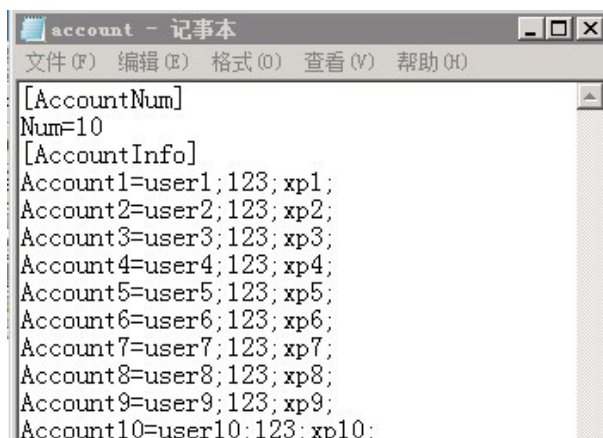 account - 记事本
文件(F) 编辑(E) 格式(O) 查看(V) 帮助(H)
[AccountNum]
Num=10
[AccountInfo]
Account1=user1;123;xp1;
Account2=user2;123;xp2;
Account3=user3;123;xp3;
Account4=user4;123;xp4;
Account5=user5;123;xp5;
Account6=user6;123;xp6;
Account7=user7;123;xp7;
Account8=user8;123;xp8;
Account9=user9;123;xp9;
Account10=user10;123;xp10;